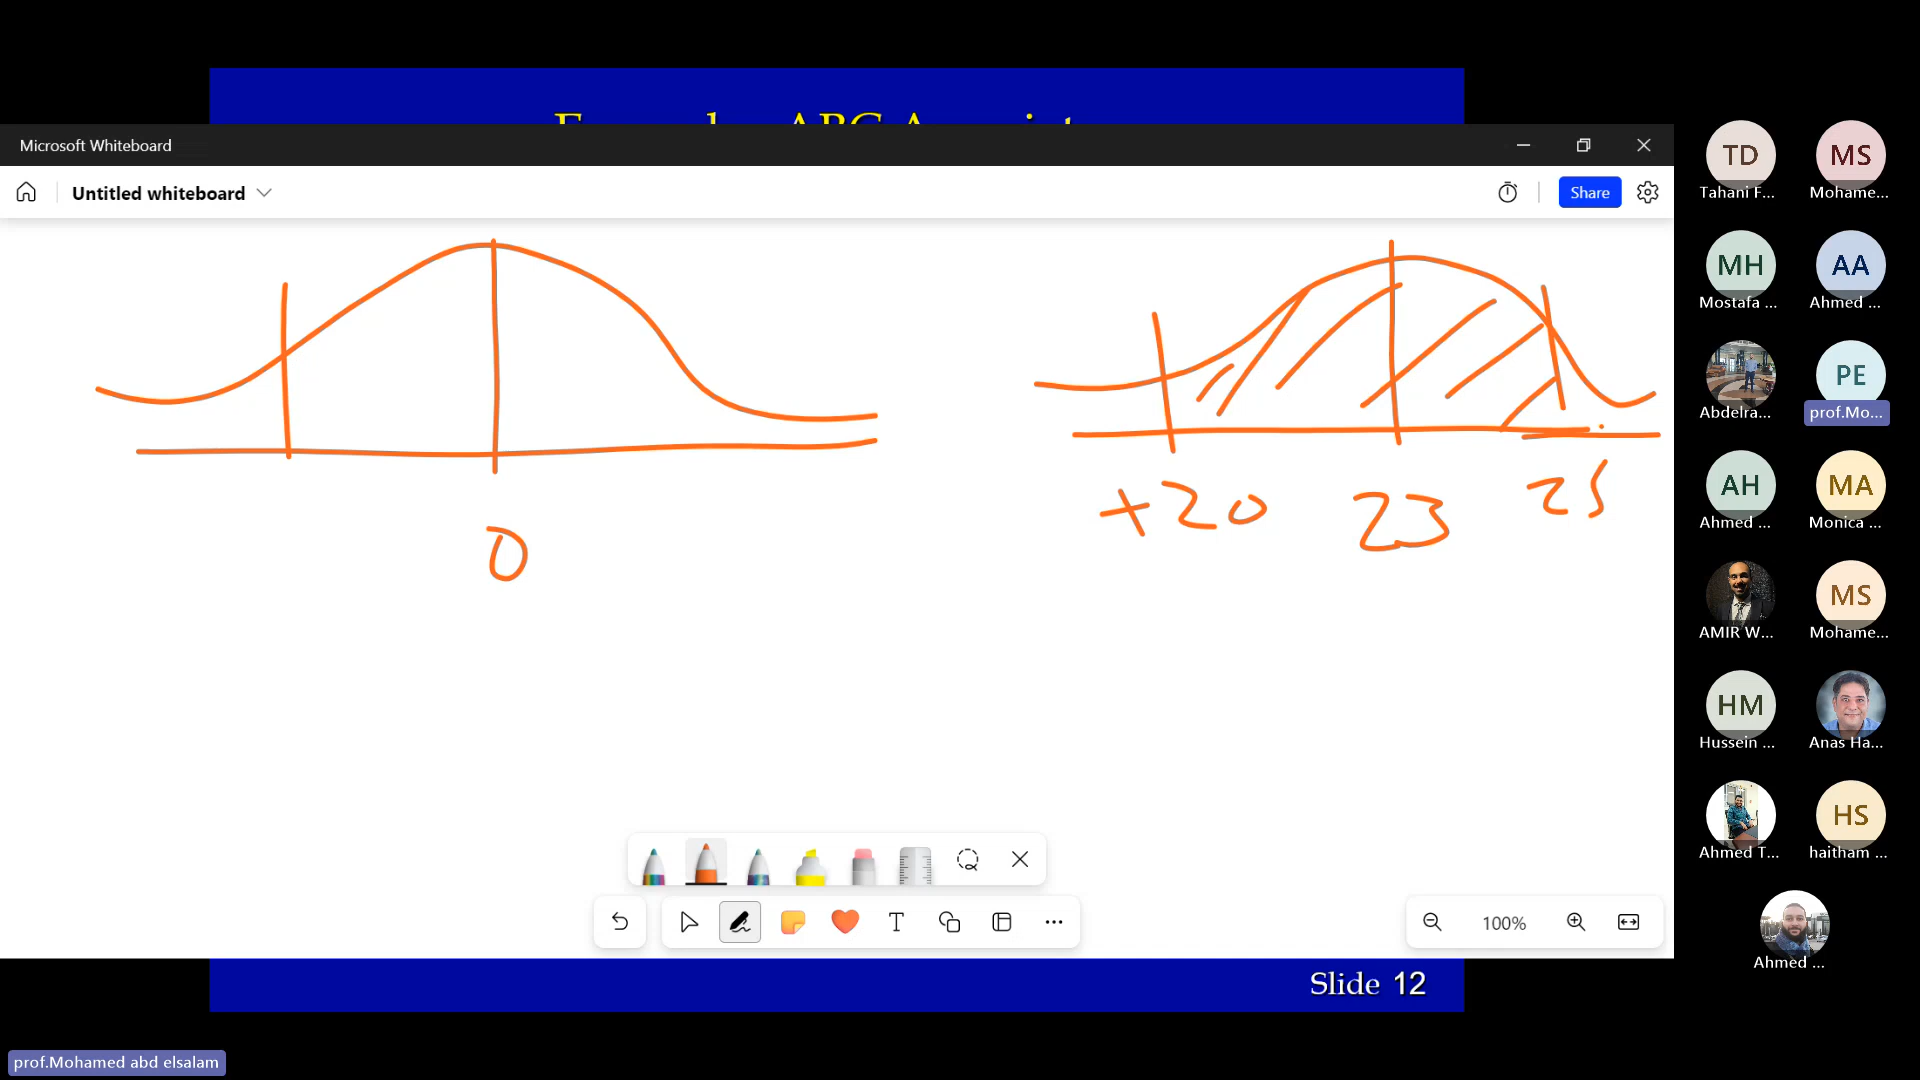 Microsoft Whiteboard
Untitled whiteboard
Share
0
+20 23 25
100%
Slide 12
prof.Mohamed abd elsalam
TD
Tahani F...
MS
Mohame...
MH
Mostafa ...
AA
Ahmed ...
Abdelra...
PE
prof.Mo...
AH
Ahmed ...
MA
Monica ...
AMIR W...
MS
Mohame...
HM
Hussein ...
Anas Ha...
Ahmed T...
HS
haitham ...
Ahmed ...